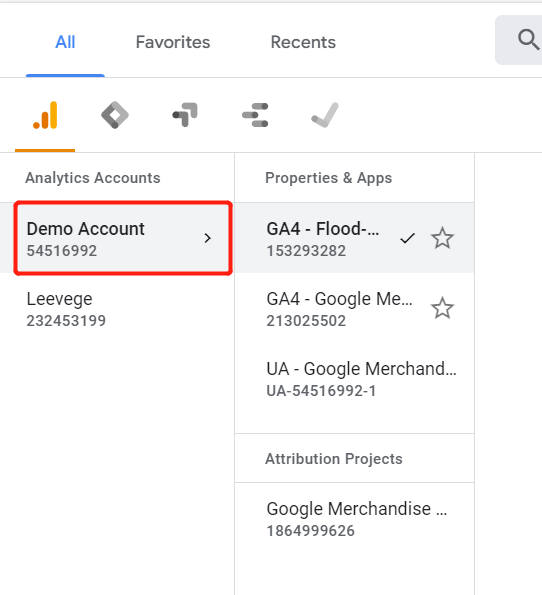 All Favorites Recents
Analytics Accounts
Demo Account
54516992
Leevege
232453199
Properties & Apps
GA4 - Flood-...
153293282
GA4 - Google Me...
213025502
UA - Google Merchand...
UA-54516992-1
Attribution Projects
Google Merchandise ...
1864999626